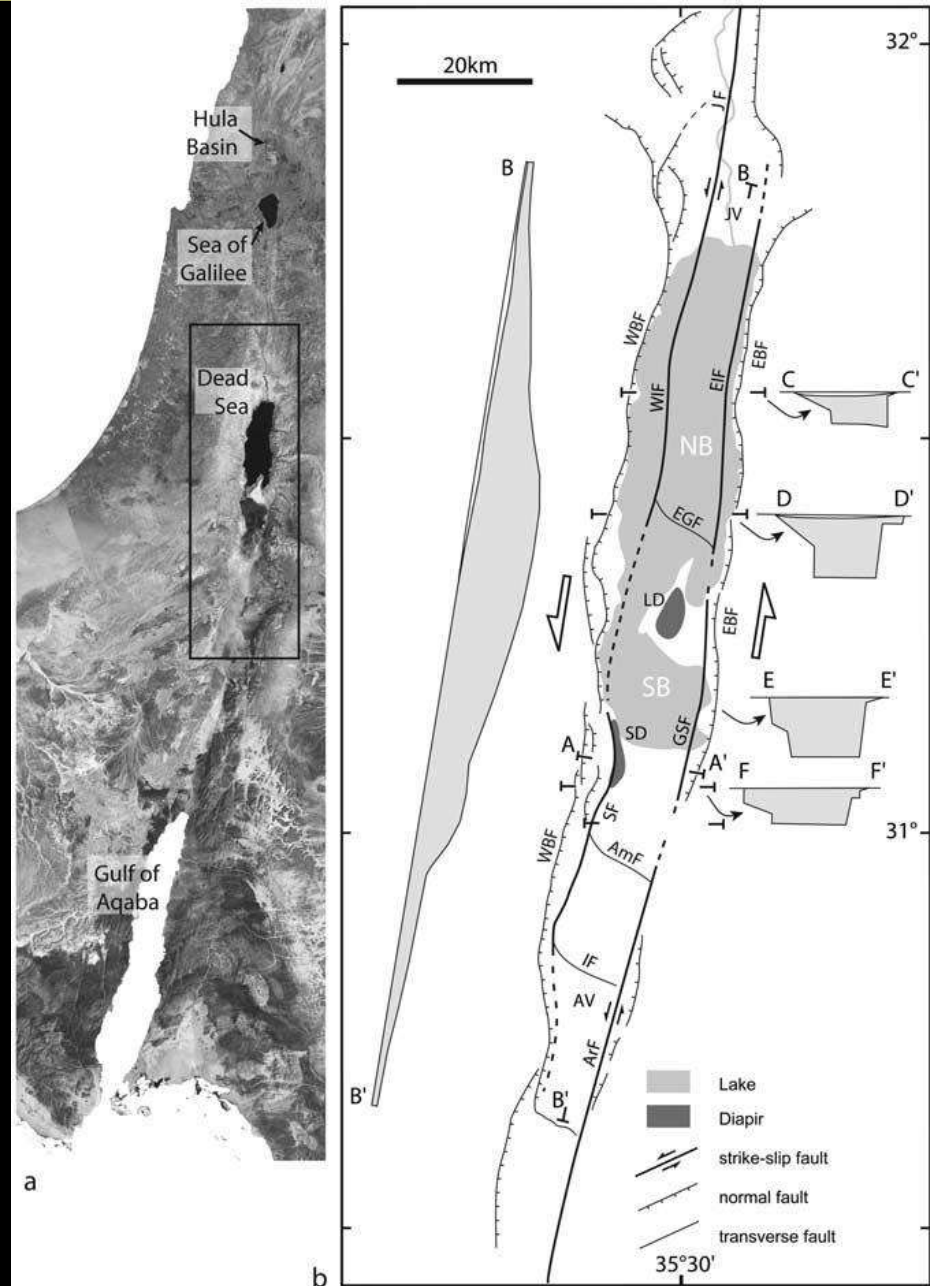 Hula
Basin
Sea of
Galilee
Dead
Sea
Gulf of
Aqaba
a
20km
32°
B
JF
B
JV
WBF
WIF
EIF
EBF
C C'
NB
D D'
EGF
LD
EBF
SB
E E'
SD
GSF
A
A'
F F'
SF
31°
WBF
AmF
IF
AV
ArF
B'
B'
Lake
Diapir
strike-slip fault
normal fault
transverse fault
35°30'
b